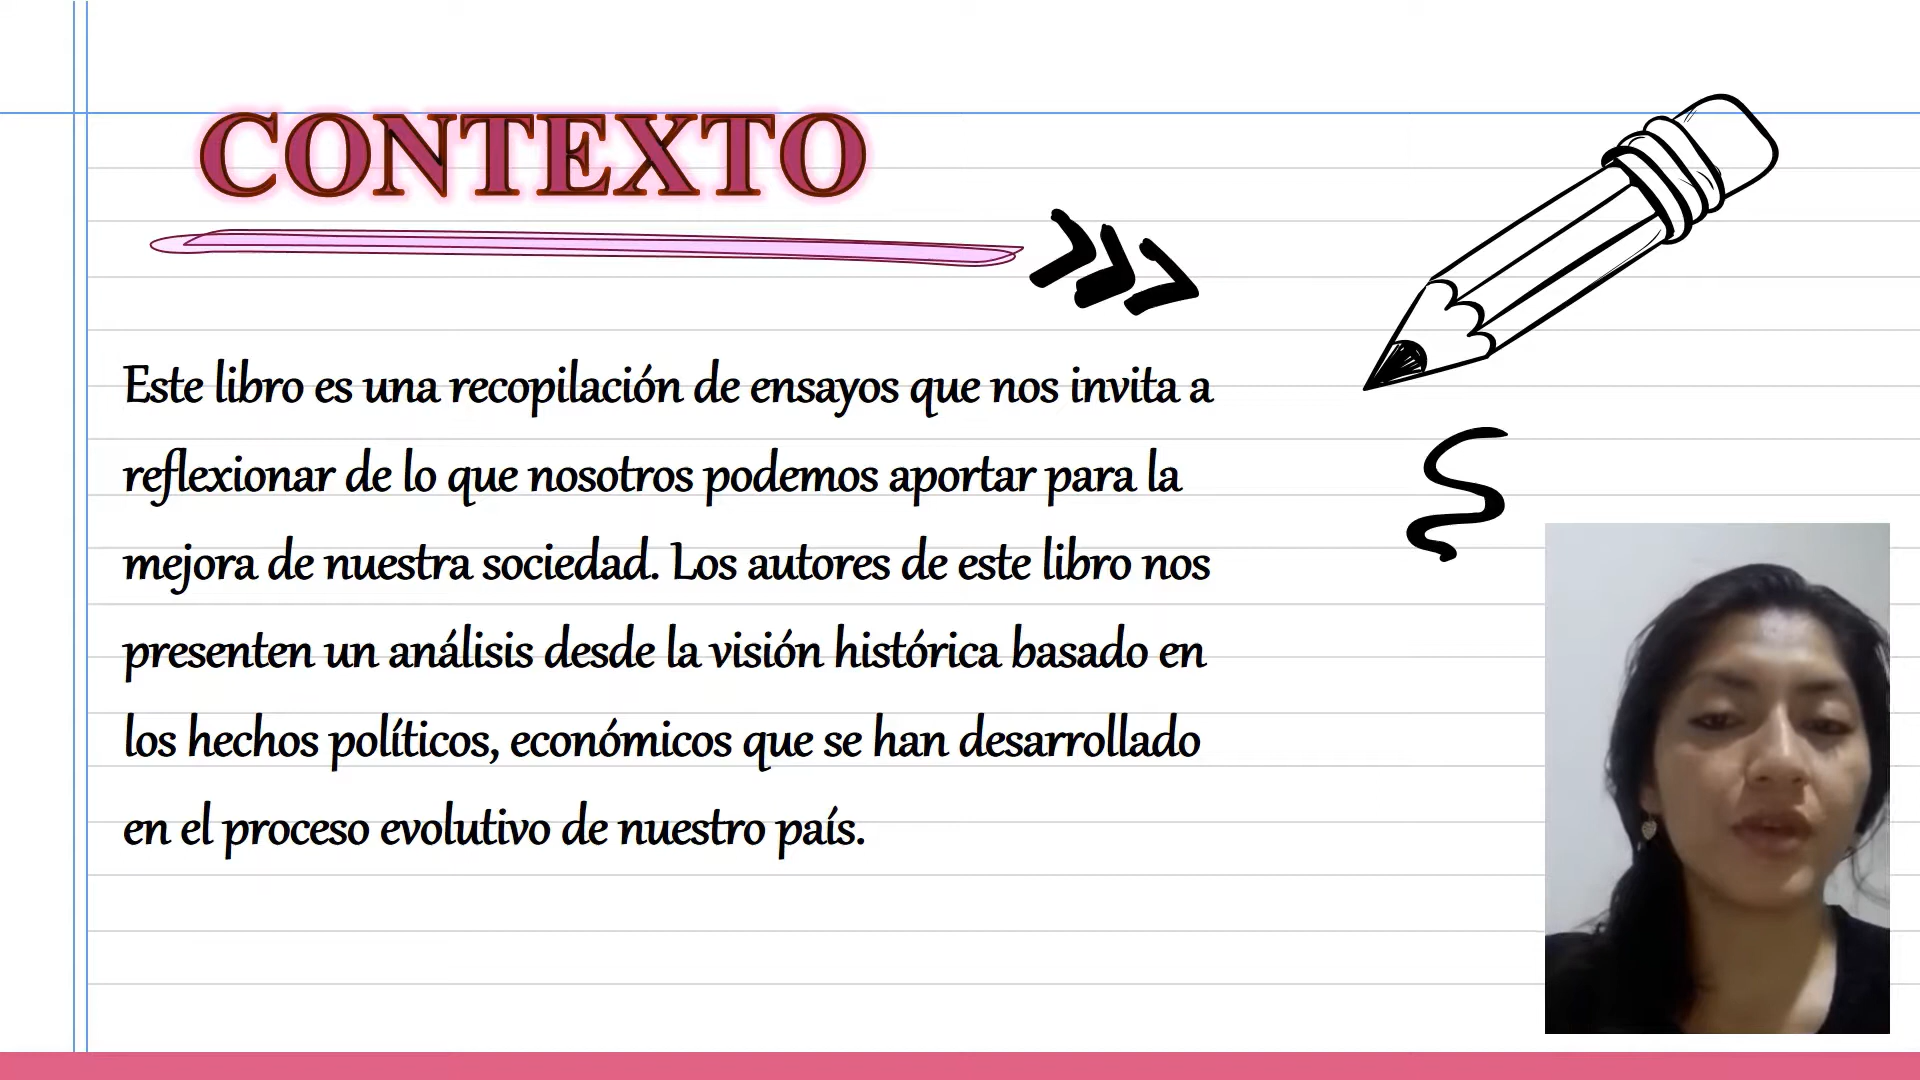 CONTEXTO
Este libro es una recopilación de ensayos que nos invita a
reflexionar de lo que nosotros podemos aportar para la
mejora de nuestra sociedad. Los autores de este libro nos
presenten un análisis desde la visión histórica basado en
los hechos políticos, económicos que se han desarrollado
en el proceso evolutivo de nuestro país.